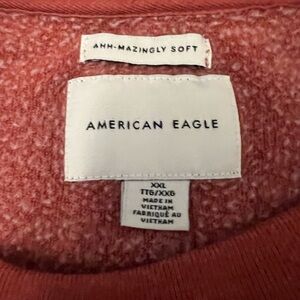 AHH-MAZINGLY SOFT
AMERICAN EAGLE
XXL
TTG/XXG
MADE IN
VIETNAM
FABRIQUÉ AU
VIETNAM